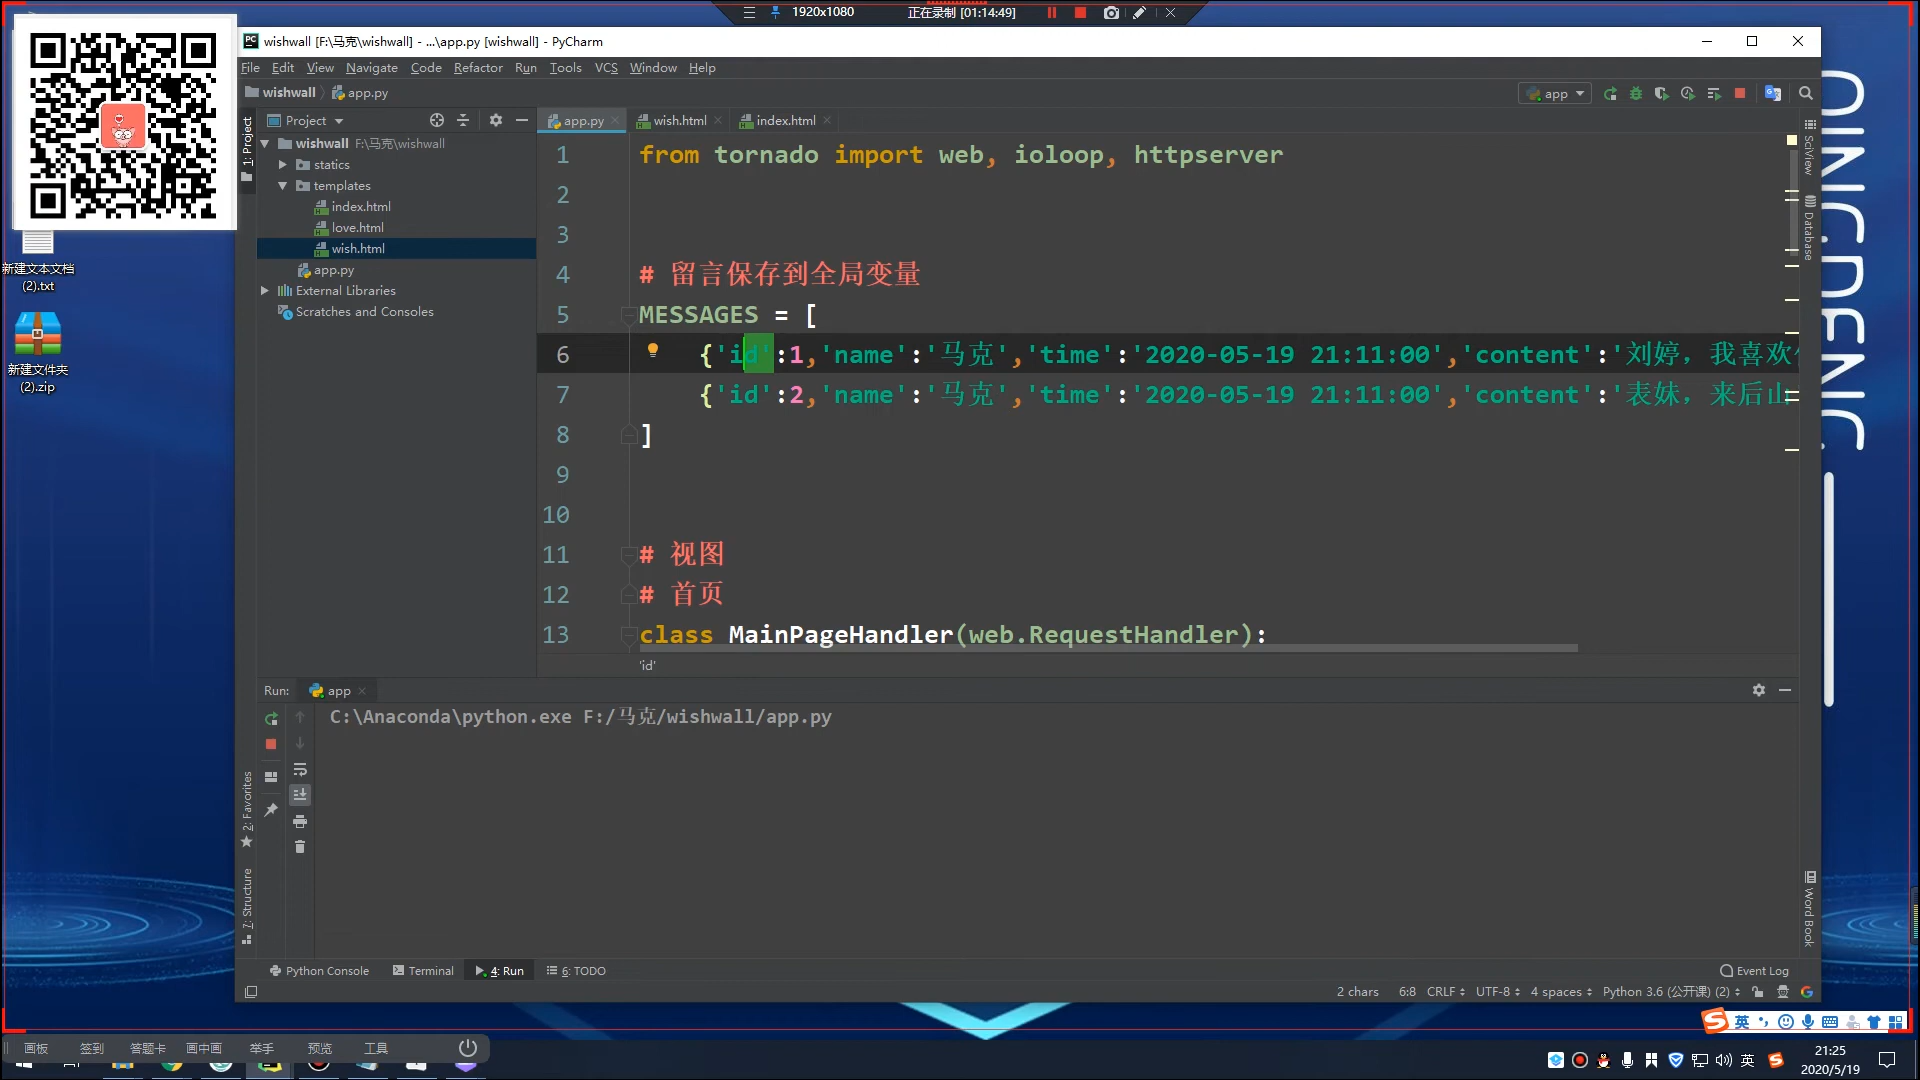 1920x1080
正在录制 [01:14:49]
wishwall [F:\马克\wishwall] - ...\app.py [wishwall] - PyCharm
File Edit View Navigate Code Refactor Run Tools VCS Window Help
wishwall app.py
app
1: Project
Project
wishwall F:\马克\wishwall
statics
templates
index.html
love.html
wish.html
app.py
External Libraries
Scratches and Consoles
app.py wish.html index.html
1 from tornado import web, ioloop, httpserver
2
3
4 # 留言保存到全局变量
5 MESSAGES = [
6 {'id':1,'name':'马克','time':'2020-05-19 21:11:00','content':'刘婷，我喜欢
7 {'id':2,'name':'马克','time':'2020-05-19 21:11:00','content':'表妹，来后山
8 ]
9
10
11 # 视图
12 # 首页
13 class MainPageHandler(web.RequestHandler):
'id'
SciView
Database
Word Book
新建文本文档
(2).txt
新建文件夹
(2).zip
Run: app
C:\Anaconda\python.exe F:/马克/wishwall/app.py
2: Favorites
7: Structure
Python Console Terminal 4: Run 6: TODO
Event Log
2 chars 6:8 CRLF UTF-8 4 spaces Python 3.6 (公开课) (2)
英
画板 签到 答题卡 画中画 举手 预览 工具
英
21:25
2020/5/19